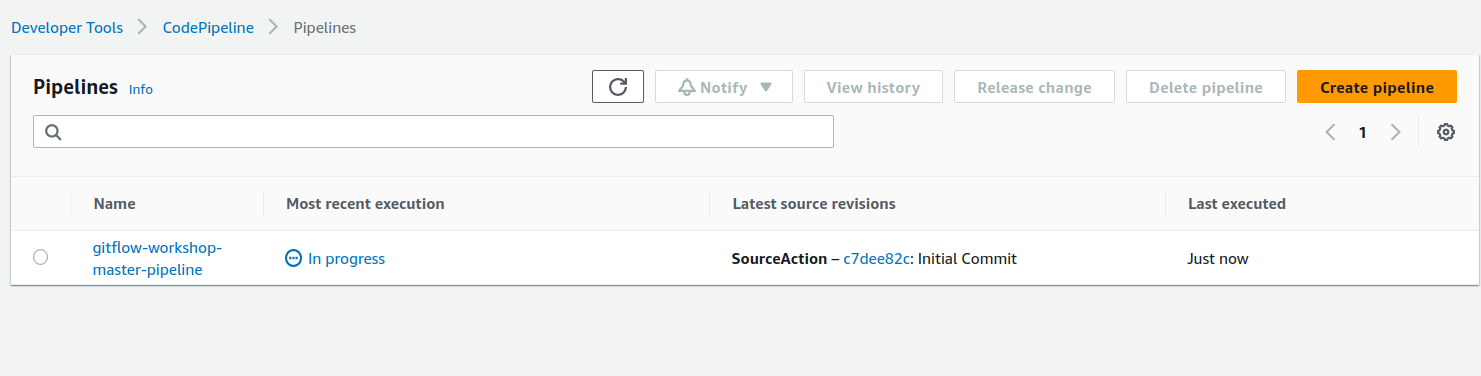 Developer Tools > CodePipeline > Pipelines
Pipelines Info Notify View history Release change Delete pipeline Create pipeline
1
Name Most recent execution Latest source revisions Last executed
gitflow-workshop-
master-pipeline
In progress SourceAction – c7dee82c: Initial Commit Just now